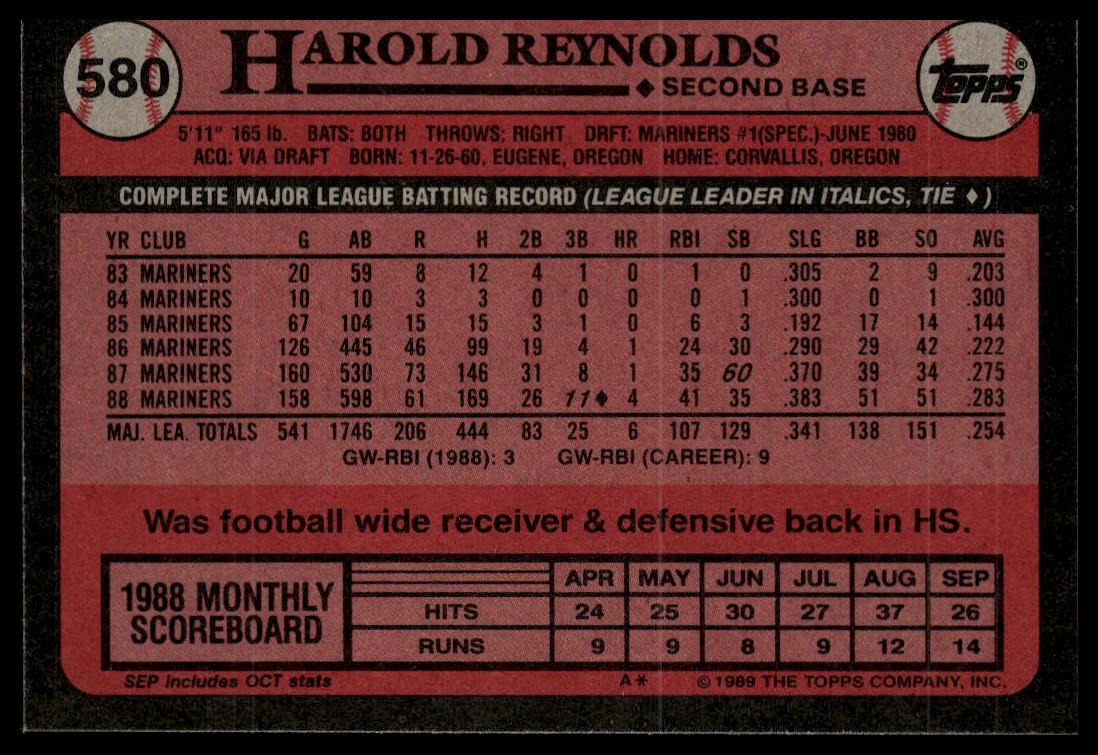 580
HAROLD REYNOLDS
♦ SECOND BASE
TOPPS®
5'11" 165 lb. BATS: BOTH THROWS: RIGHT DRFT: MARINERS #1(SPEC.)-JUNE 1980
ACQ: VIA DRAFT BORN: 11-26-60, EUGENE, OREGON HOME: CORVALLIS, OREGON
COMPLETE MAJOR LEAGUE BATTING RECORD (LEAGUE LEADER IN ITALICS, TIE ♦)
YR CLUB G AB R H 2B 3B HR RBI SB SLG BB SO AVG
83 MARINERS 20 59 8 12 4 1 0 1 0 .305 2 9 .203
84 MARINERS 10 10 3 3 0 0 0 0 1 .300 0 1 .300
85 MARINERS 67 104 15 15 3 1 0 6 3 .192 17 14 .144
86 MARINERS 126 445 46 99 19 4 1 24 30 .290 29 42 .222
87 MARINERS 160 530 73 146 31 8 1 35 60 .370 39 34 .275
88 MARINERS 158 598 61 169 26 11♦ 4 41 35 .383 51 51 .283
MAJ. LEA. TOTALS 541 1746 206 444 83 25 6 107 129 .341 138 151 .254
GW-RBI (1988): 3 GW-RBI (CAREER): 9
Was football wide receiver & defensive back in HS.
1988 MONTHLY
SCOREBOARD
APR MAY JUN JUL AUG SEP
HITS 24 25 30 27 37 26
RUNS 9 9 8 9 12 14
SEP includes OCT stats A* © 1989 THE TOPPS COMPANY, INC.